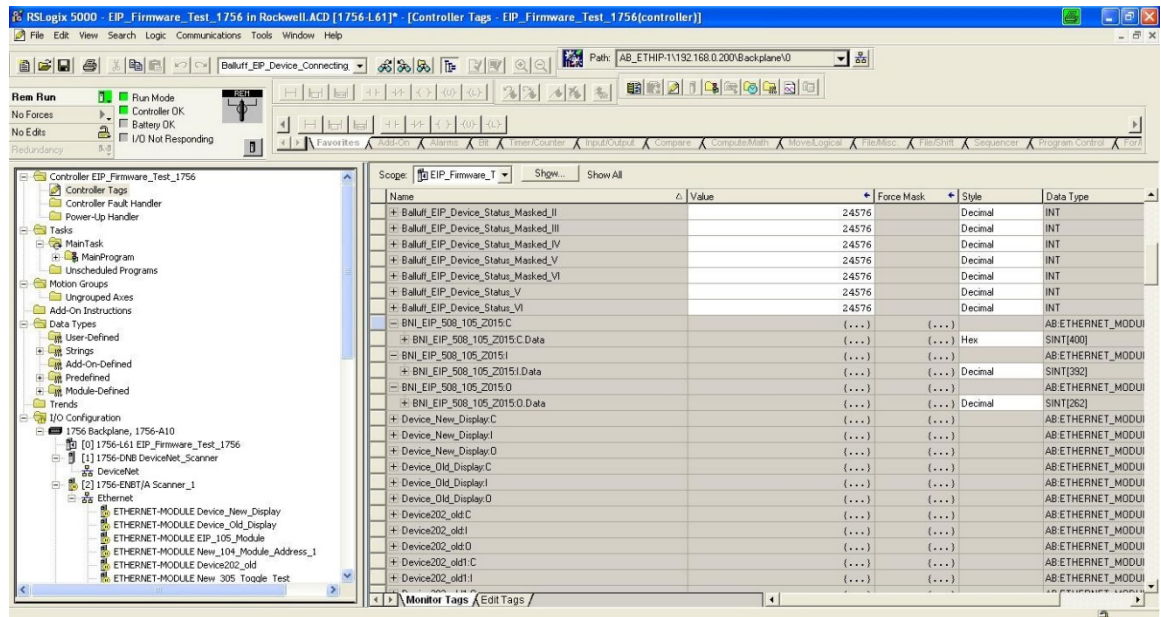 RSLogix 5000 - EIP_Firmware_Test_1756 in Rockwell.ACD [1756-L61]* - [Controller Tags - EIP_Firmware_Test_1756(controller)]
File Edit View Search Logic Communications Tools Window Help
Balluff_EIP_Device_Connecting
Path: AB_ETHIP-1\192.168.0.200\Backplane\0
Rem Run
No Forces
No Edits
Redundancy
Run Mode
Controller OK
Battery OK
I/O Not Responding
REM
Favorites Add-On Alarms Bit Timer/Counter Input/Output Compare Compute/Math Move/Logical File/Misc. File/Shift Sequencer Program Control
Controller EIP_Firmware_Test_1756
Controller Tags
Controller Fault Handler
Power-Up Handler
Tasks
MainTask
MainProgram
Unscheduled Programs
Motion Groups
Ungrouped Axes
Add-On Instructions
Data Types
User-Defined
Strings
Add-On-Defined
Predefined
Module-Defined
Trends
I/O Configuration
1756 Backplane, 1756-A10
[0] 1756-L61 EIP_Firmware_Test_1756
[1] 1756-DNB DeviceNet_Scanner
DeviceNet
[2] 1756-ENBT/A Scanner_1
Ethernet
ETHERNET-MODULE Device_New_Display
ETHERNET-MODULE Device_Old_Display
ETHERNET-MODULE EIP_105_Module
ETHERNET-MODULE New_104_Module_Address_1
ETHERNET-MODULE Device202_old
ETHERNET-MODULE New_305_Toggle_Test
Scope: EIP_Firmware_T Show... Show All
Name Value Force Mask Style Data Type
Balluff_EIP_Device_Status_Masked_II 24576 Decimal INT
Balluff_EIP_Device_Status_Masked_III 24576 Decimal INT
Balluff_EIP_Device_Status_Masked_IV 24576 Decimal INT
Balluff_EIP_Device_Status_Masked_V 24576 Decimal INT
Balluff_EIP_Device_Status_Masked_VI 24576 Decimal INT
Balluff_EIP_Device_Status_V 24576 Decimal INT
Balluff_EIP_Device_Status_VI 24576 Decimal INT
BNI_EIP_508_105_Z015:C {...} {...} AB:ETHERNET_MODUL
BNI_EIP_508_105_Z015:C.Data {...} {...} Hex SINT[400]
BNI_EIP_508_105_Z015:I {...} {...} AB:ETHERNET_MODUL
BNI_EIP_508_105_Z015:I.Data {...} {...} Decimal SINT[392]
BNI_EIP_508_105_Z015:O {...} {...} AB:ETHERNET_MODUL
BNI_EIP_508_105_Z015:O.Data {...} {...} Decimal SINT[262]
Device_New_Display:C {...} {...} AB:ETHERNET_MODUL
Device_New_Display:I {...} {...} AB:ETHERNET_MODUL
Device_New_Display:O {...} {...} AB:ETHERNET_MODUL
Device_Old_Display:C {...} {...} AB:ETHERNET_MODUL
Device_Old_Display:I {...} {...} AB:ETHERNET_MODUL
Device_Old_Display:O {...} {...} AB:ETHERNET_MODUL
Device202_old:C {...} {...} AB:ETHERNET_MODUL
Device202_old:I {...} {...} AB:ETHERNET_MODUL
Device202_old:O {...} {...} AB:ETHERNET_MODUL
Device202_old1:C {...} {...} AB:ETHERNET_MODUL
Device202_old1:I {...} {...} AB:ETHERNET_MODUL
Monitor Tags Edit Tags